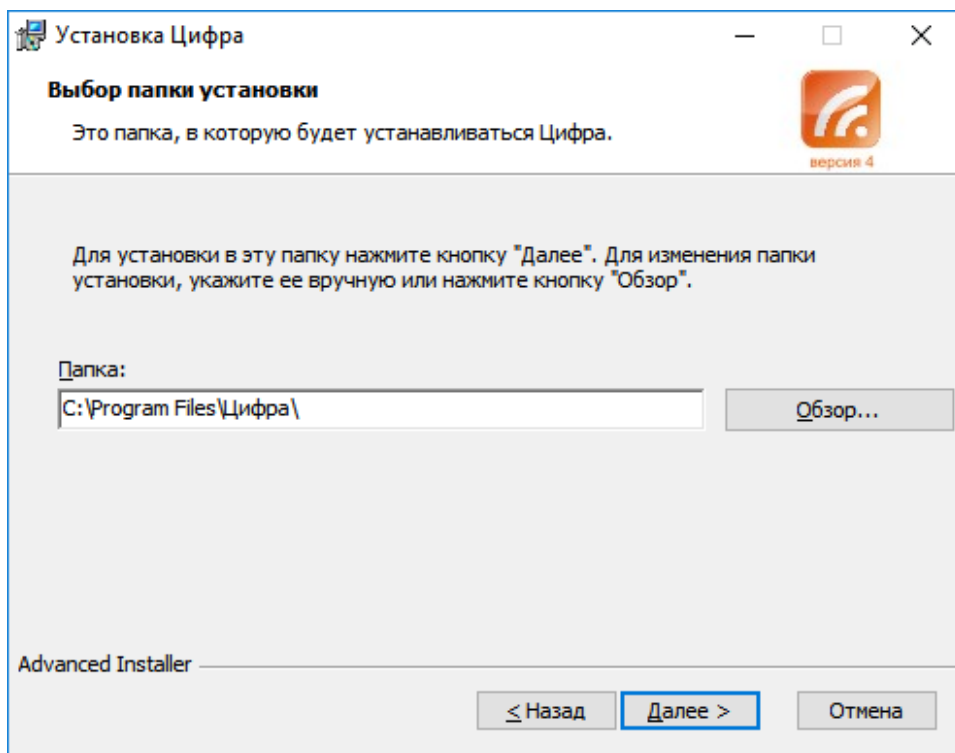 Установка Цифра
Выбор папки установки
Это папка, в которую будет устанавливаться Цифра.
версия 4
Для установки в эту папку нажмите кнопку "Далее". Для изменения папки
установки, укажите ее вручную или нажмите кнопку "Обзор".
Папка:
C:\Program Files\Цифра\
Обзор...
Advanced Installer
< Назад
Далее >
Отмена